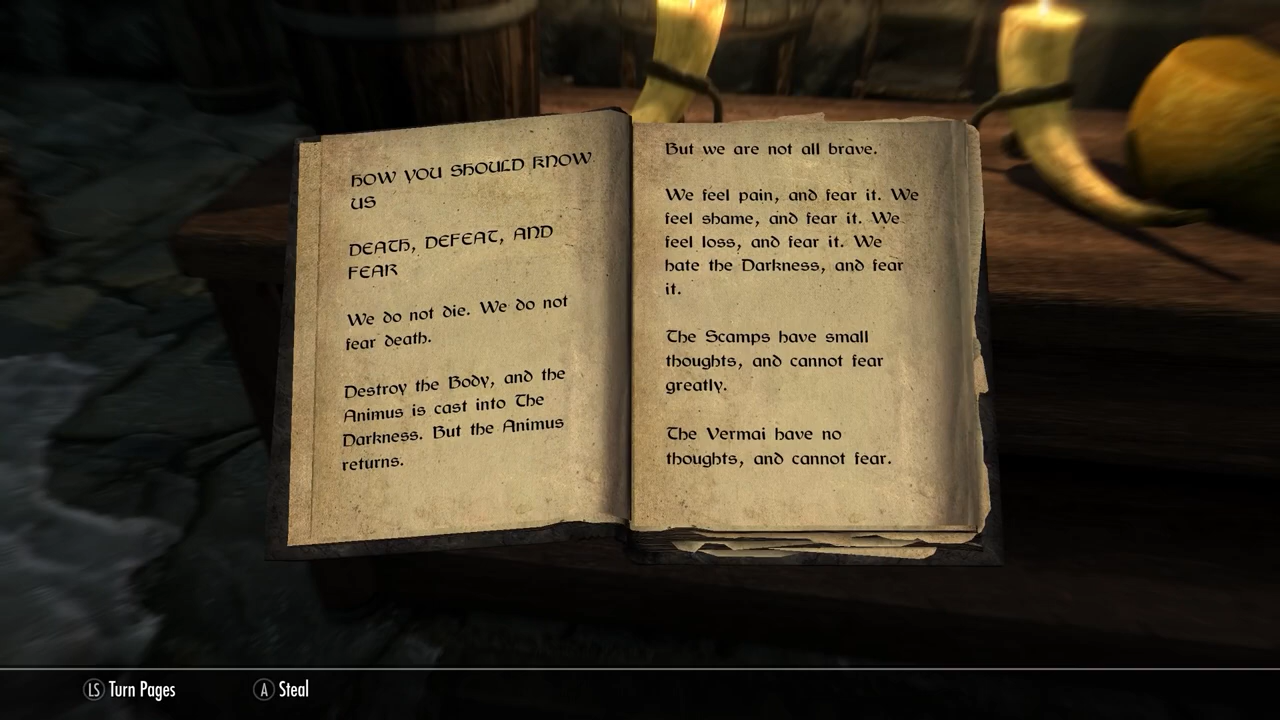 HOW YOU SHOULD KNOW
US
DEATH, DEFEAT, AND
FEAR
We do not die. We do not
fear death.
Destroy the Body, and the
Animus is cast into The
Darkness. But the Animus
returns.
But we are not all brave.
We feel pain, and fear it. We
feel shame, and fear it. We
feel loss, and fear it. We
hate the Darkness, and fear
it.
The Scamps have small
thoughts, and cannot fear
greatly.
The Vermai have no
thoughts, and cannot fear.
LS Turn Pages
A Steal